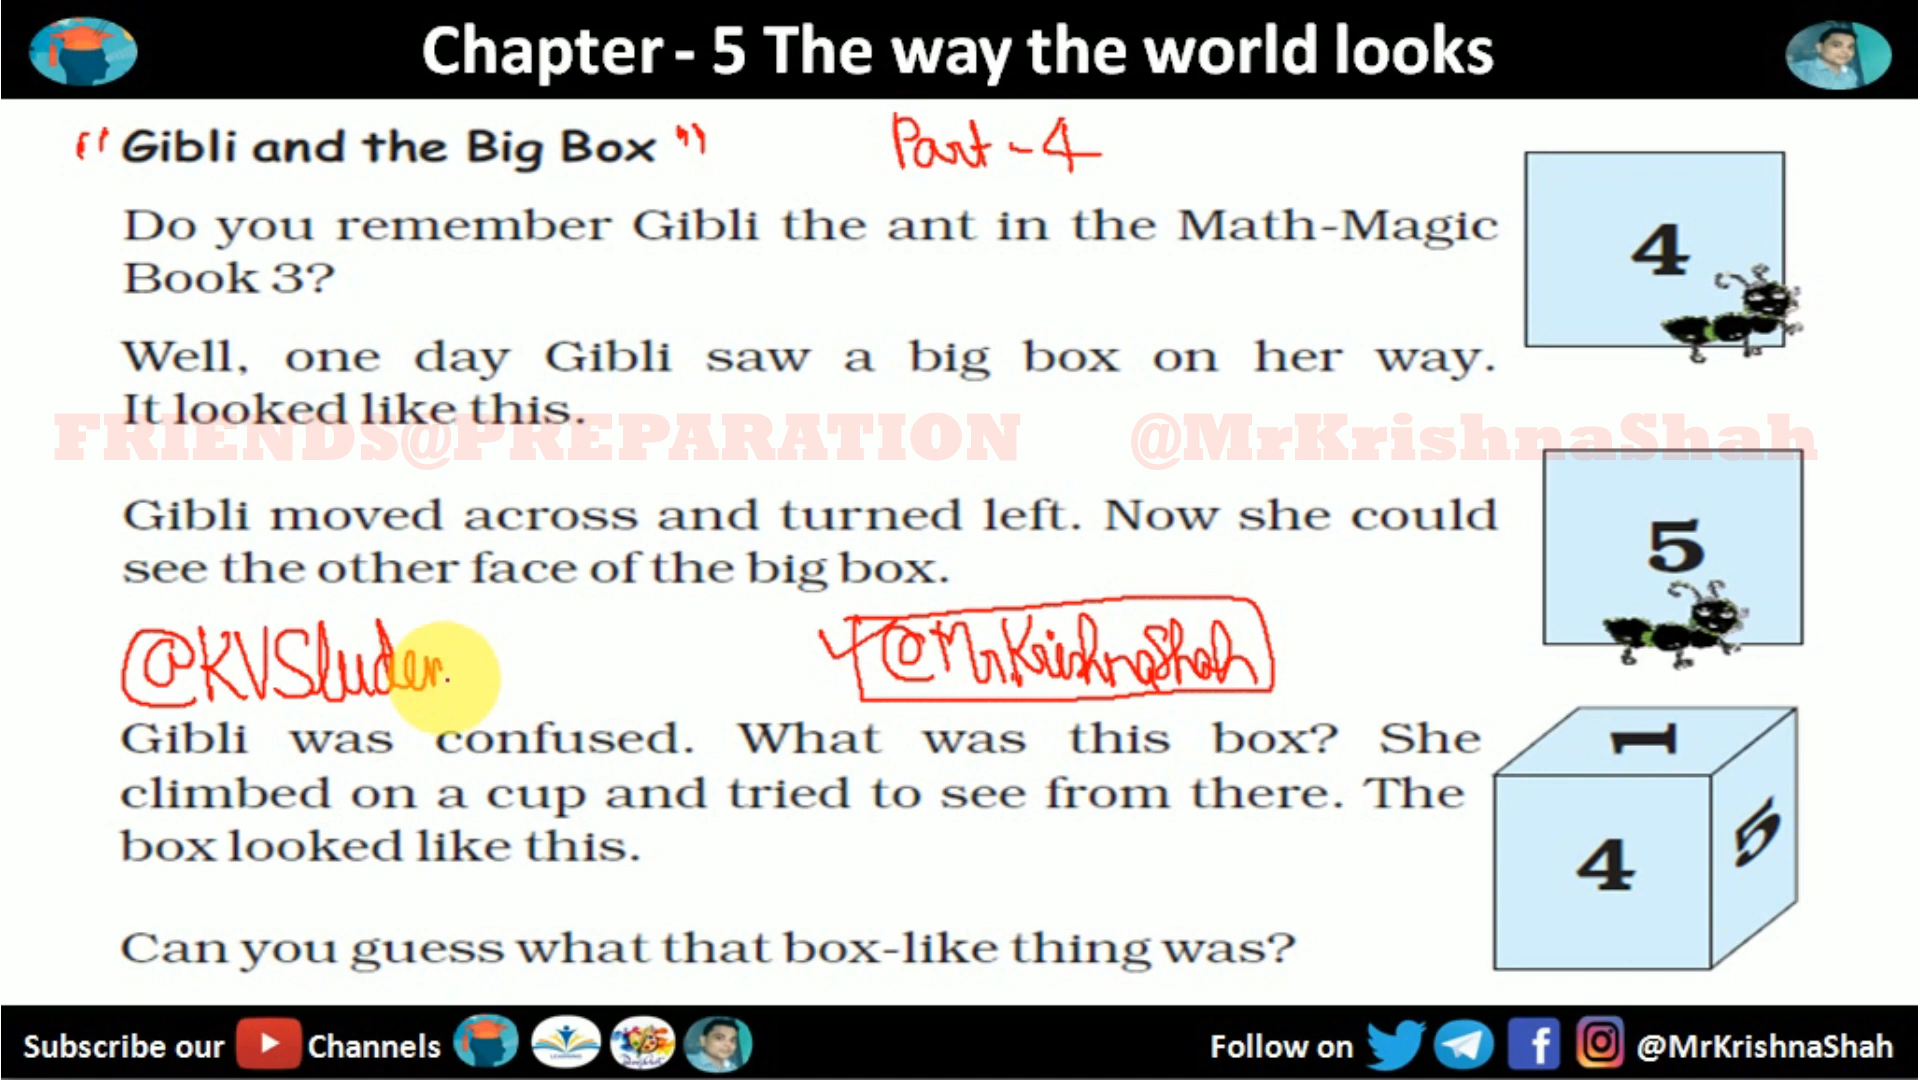 Chapter - 5 The way the world looks
" Gibli and the Big Box "
Part - 4
Do you remember Gibli the ant in the Math-Magic
Book 3?
4
Well, one day Gibli saw a big box on her way.
It looked like this.
FRIENDS@PREPARATION @MrKrishnaShah
Gibli moved across and turned left. Now she could
see the other face of the big box.
5
@MrKrishnaShah
Gibli was confused. What was this box? She
climbed on a cup and tried to see from there. The
box looked like this.
1
4
5
Can you guess what that box-like thing was?
Subscribe our Channels
Follow on @MrKrishnaShah